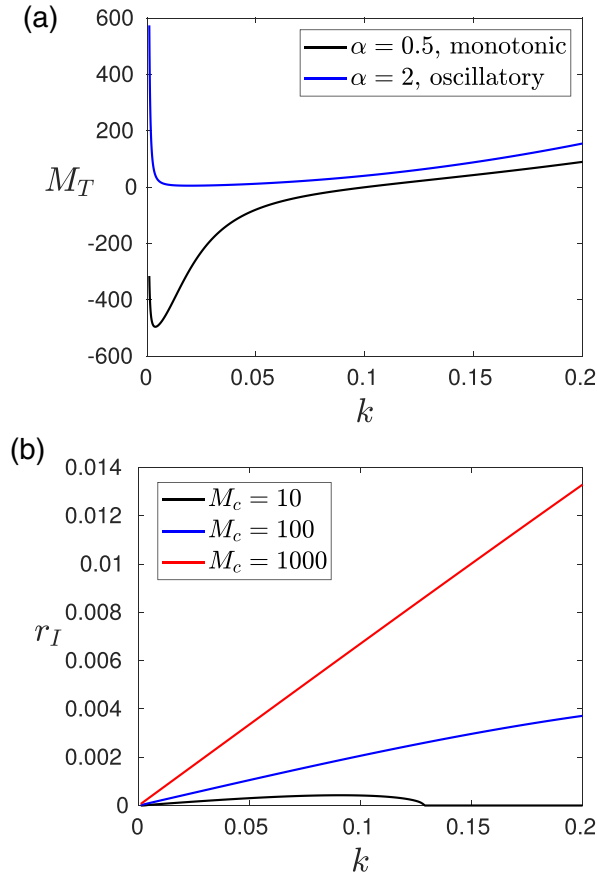 (a)
600
400
200
0
-200
-400
-600
M_T
α = 0.5, monotonic
α = 2, oscillatory
0 0.05 0.1 0.15 0.2
k
(b)
0.014
0.012
0.01
0.008
0.006
0.004
0.002
0
r_I
M_c = 10
M_c = 100
M_c = 1000
0 0.05 0.1 0.15 0.2
k